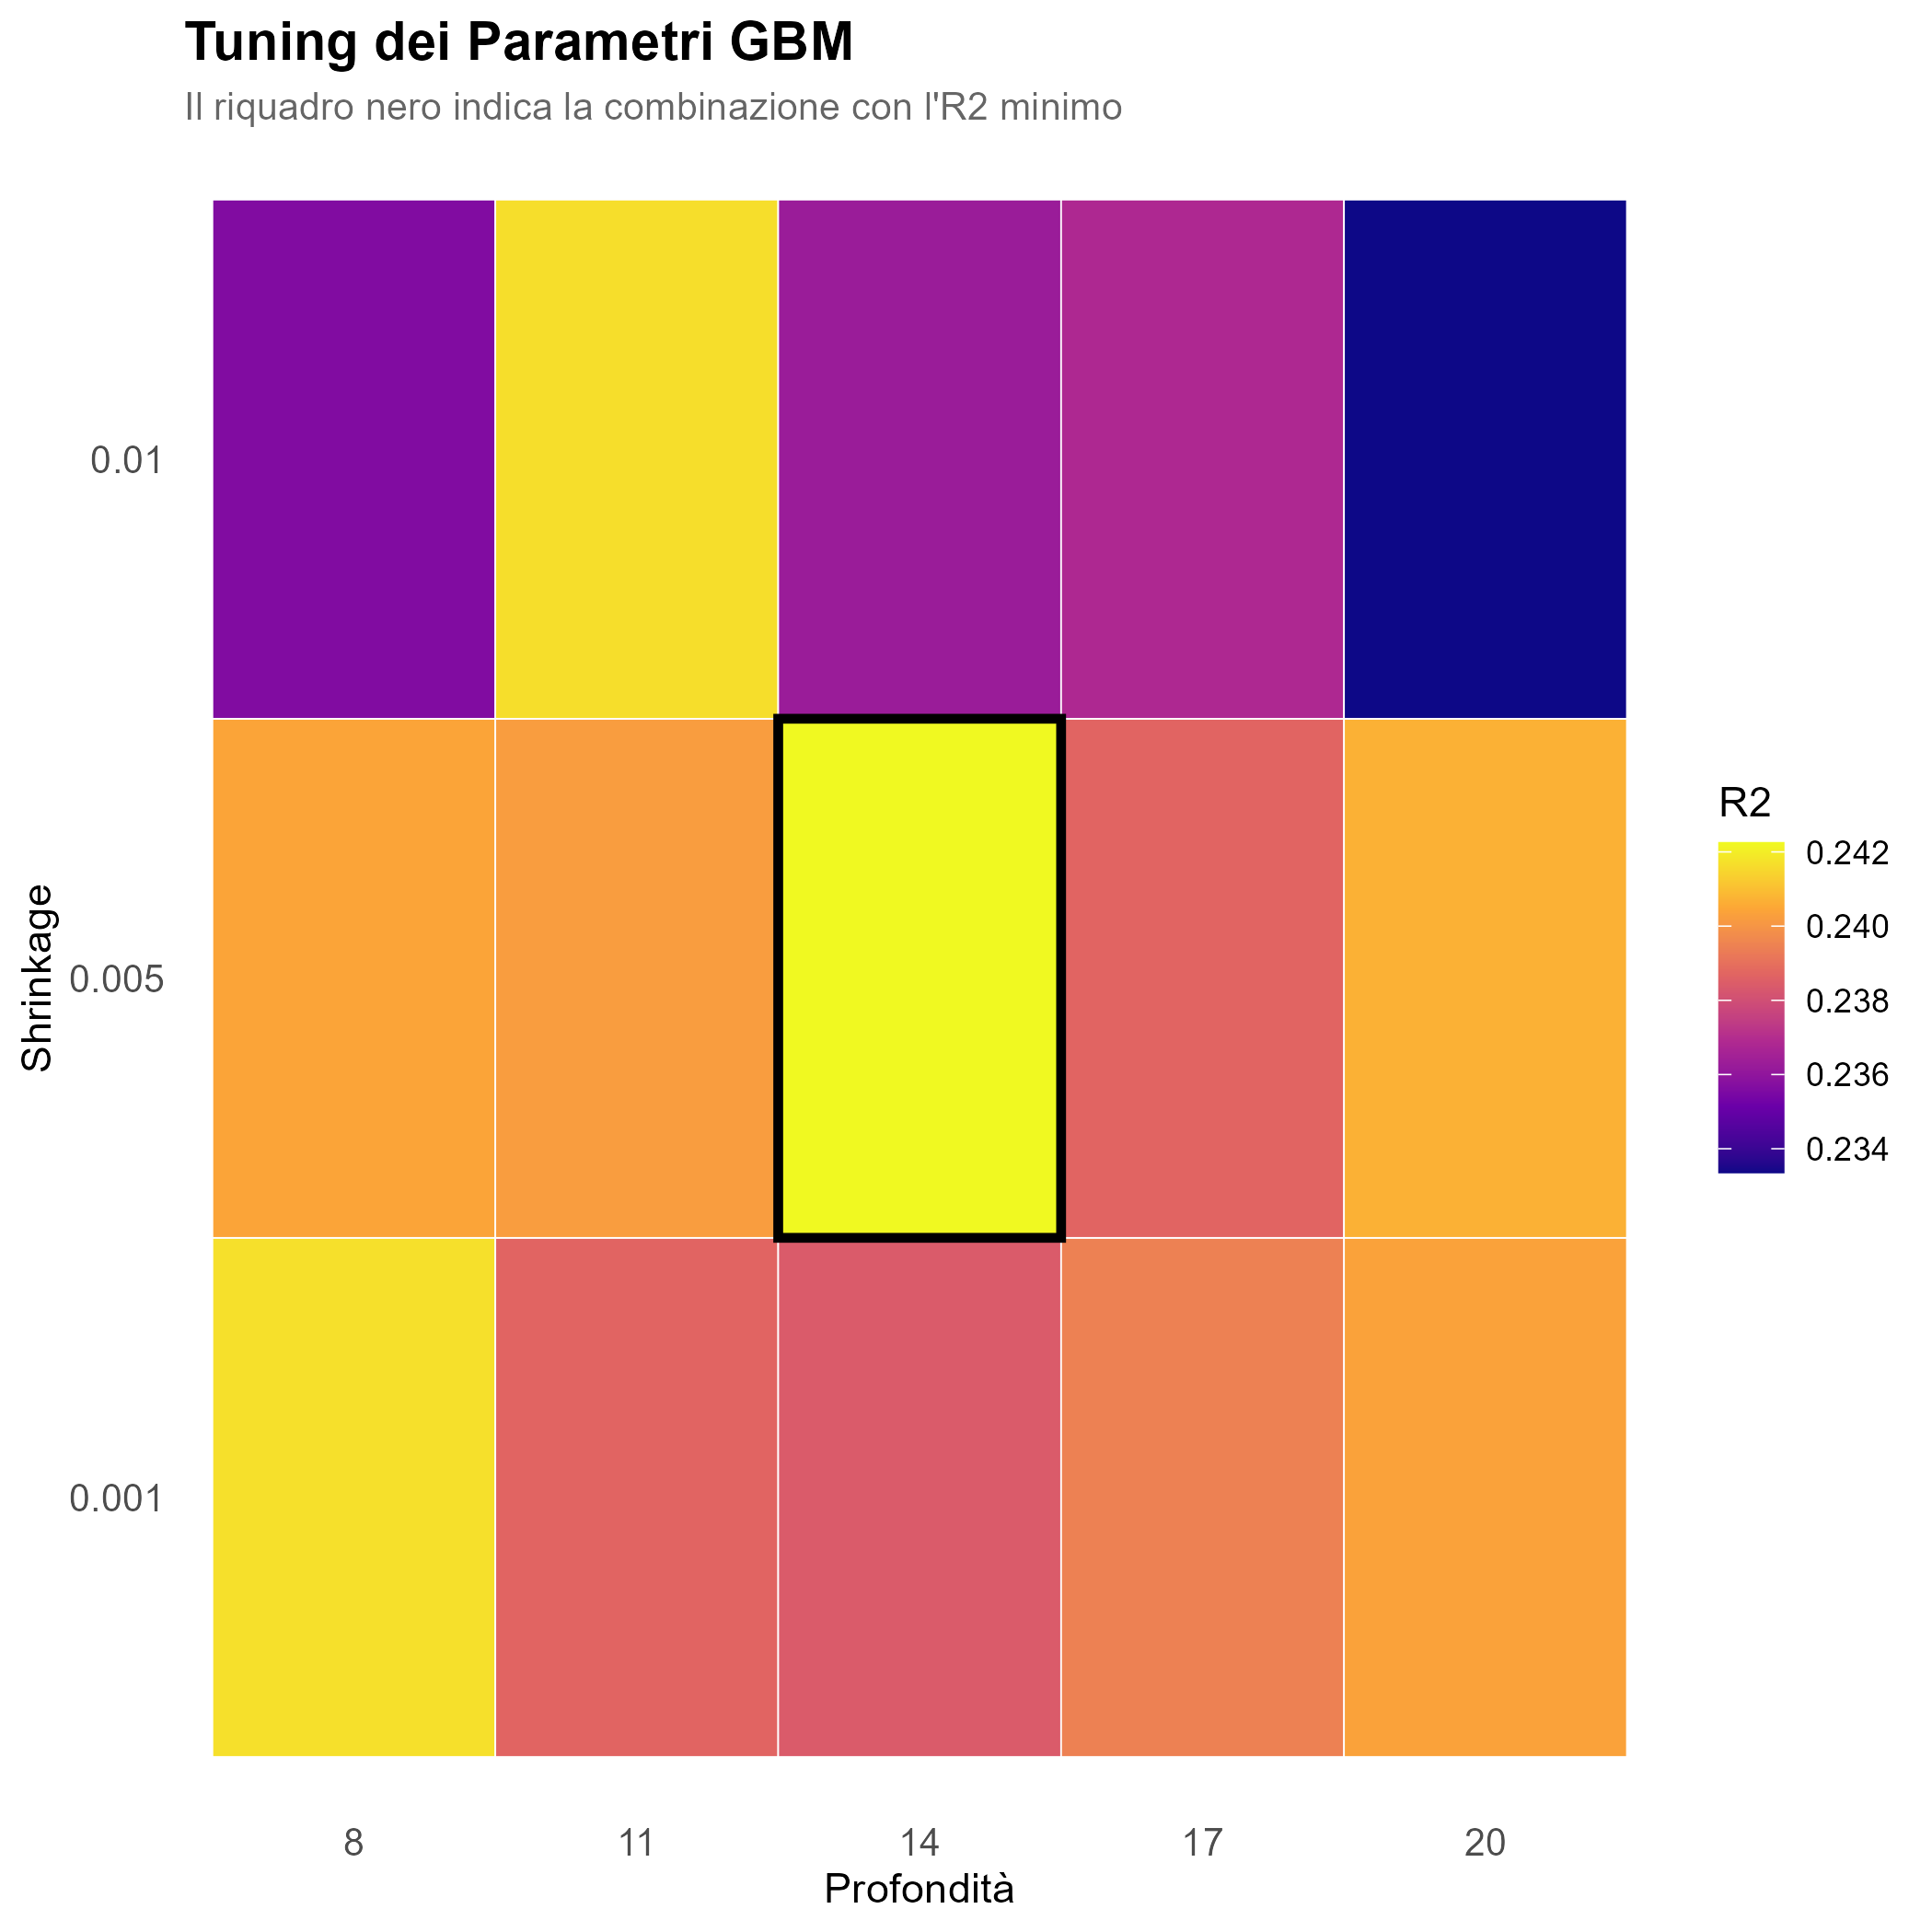 Tuning dei Parametri GBM
Il riquadro nero indica la combinazione con l'R2 minimo
0.01
0.005
0.001
Shrinkage
8 11 14 17 20
Profondità
R2
0.242
0.240
0.238
0.236
0.234